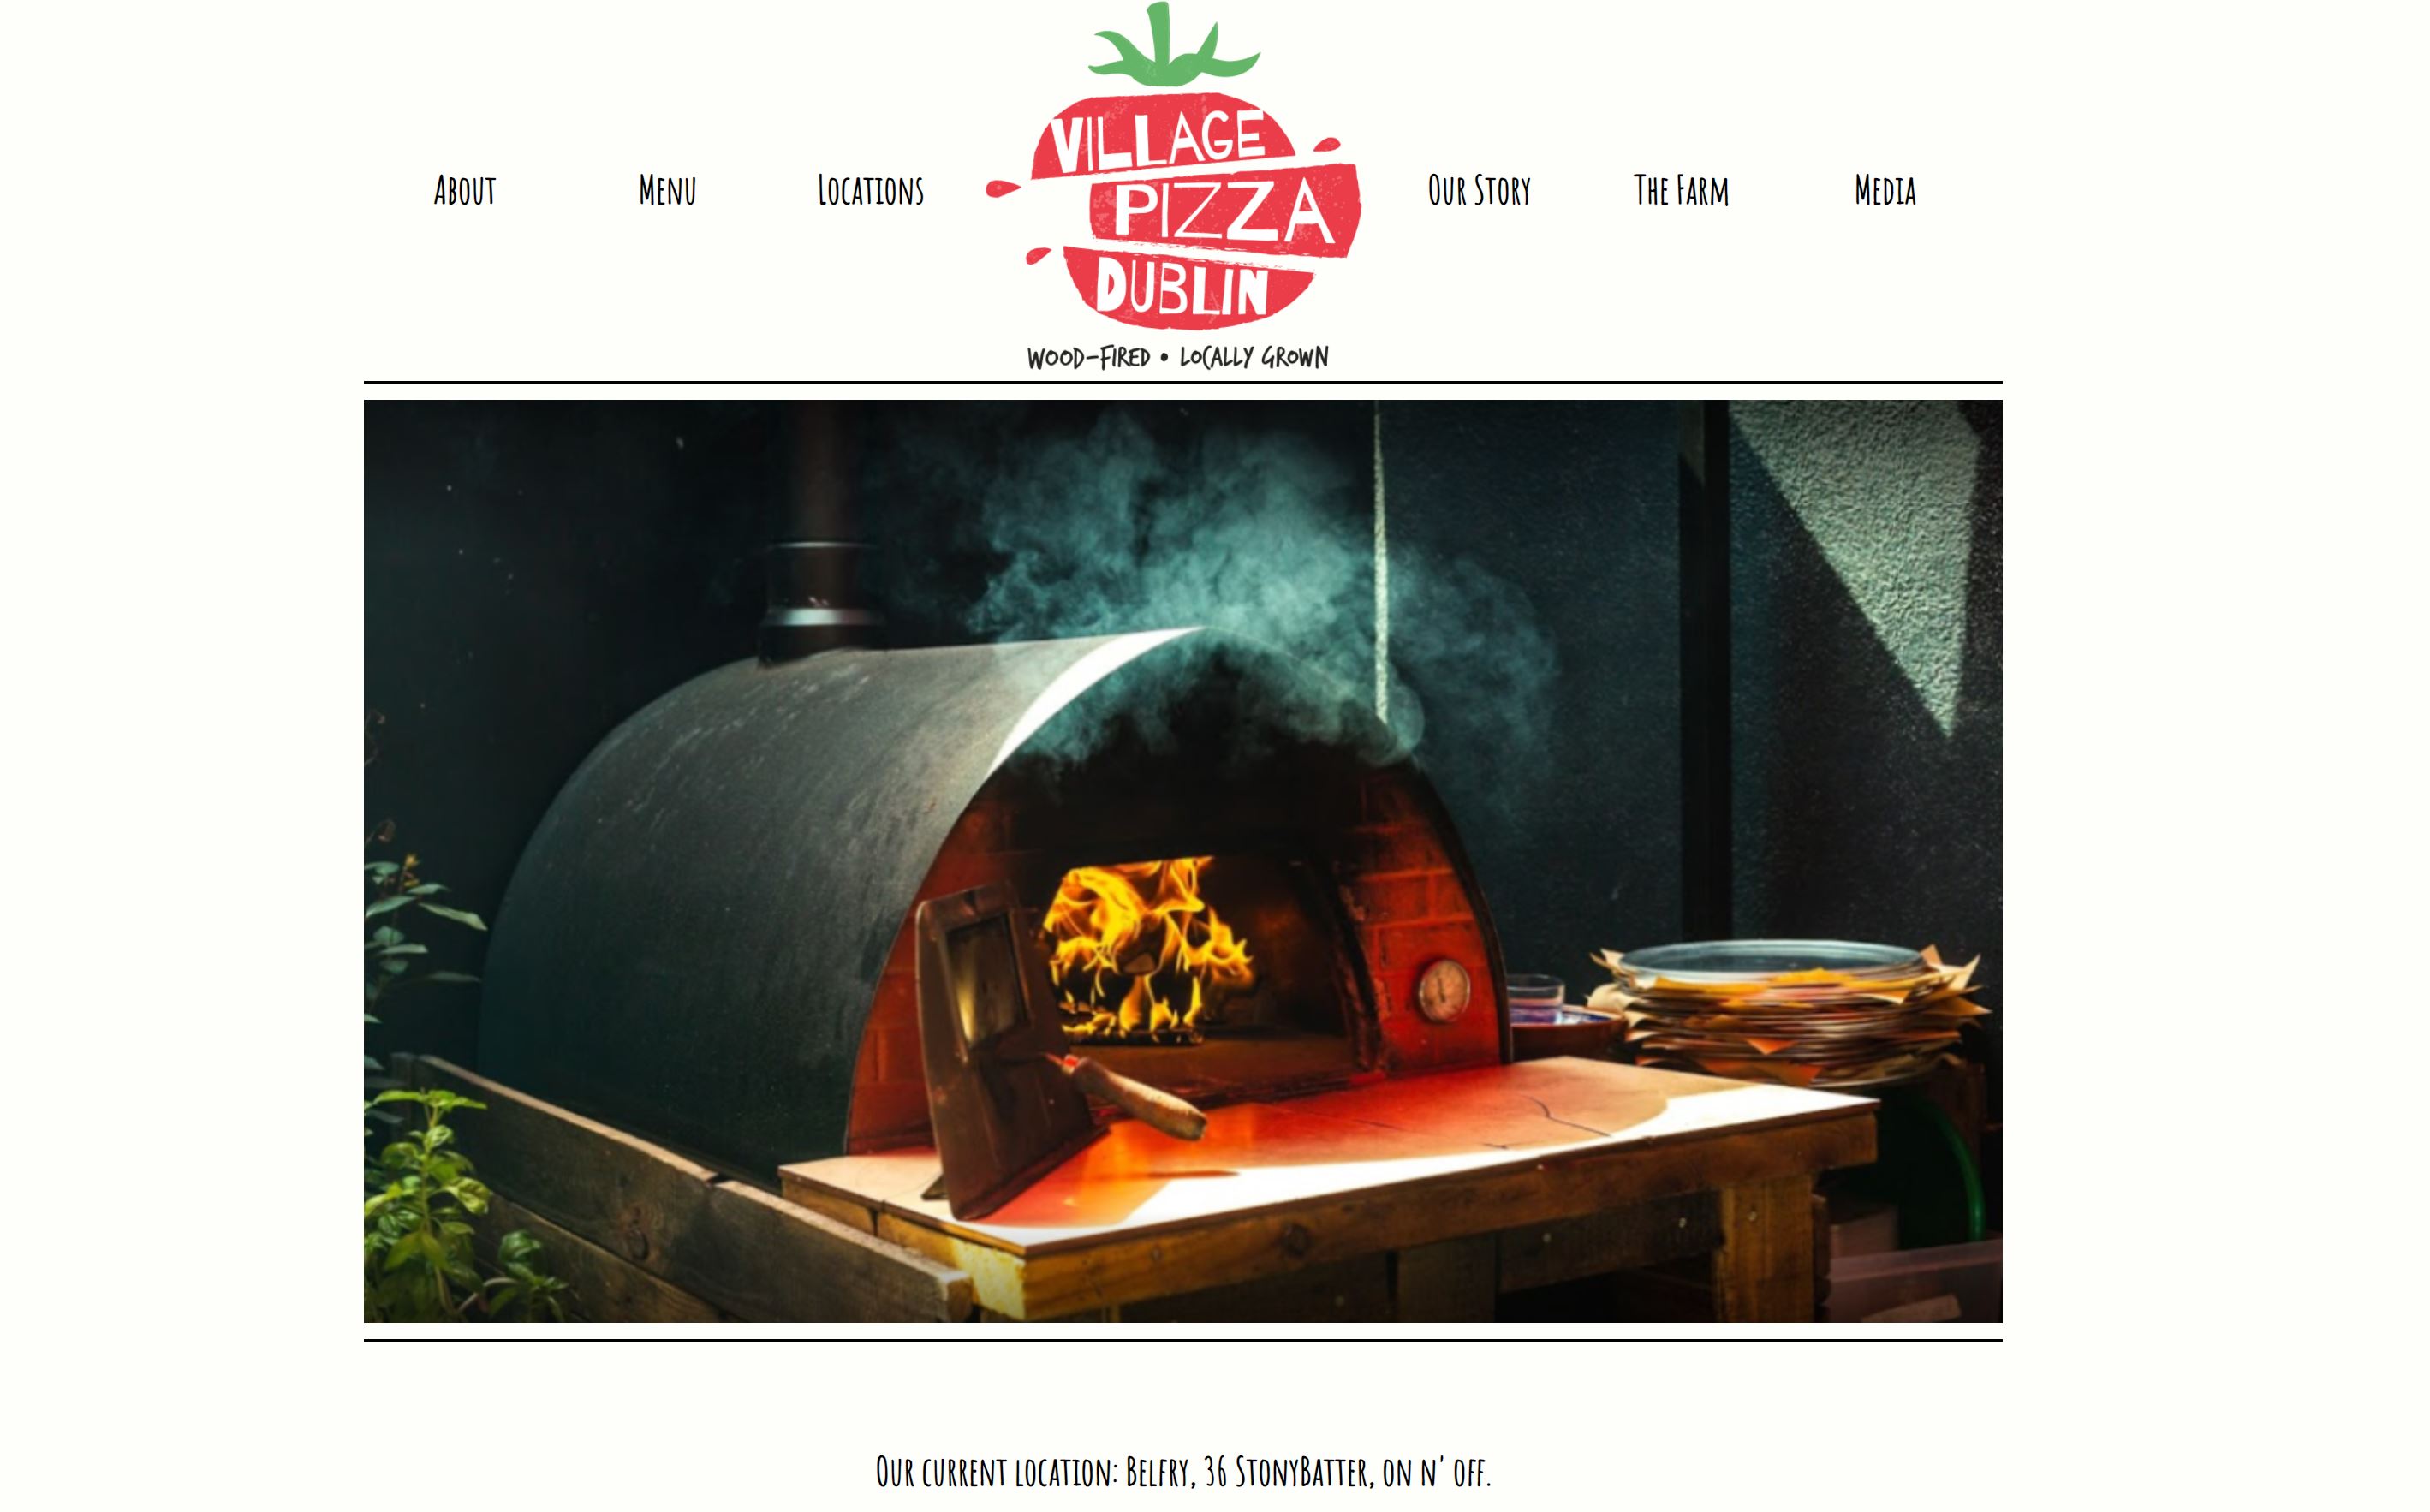 About
Menu
Locations
VILLAGE
PIZZA
DUBLIN
WOOD-FIRED • LOCALLY GROWN
Our Story
The Farm
Media
Our current location: Belfry, 36 StonyBatter, on n' off.